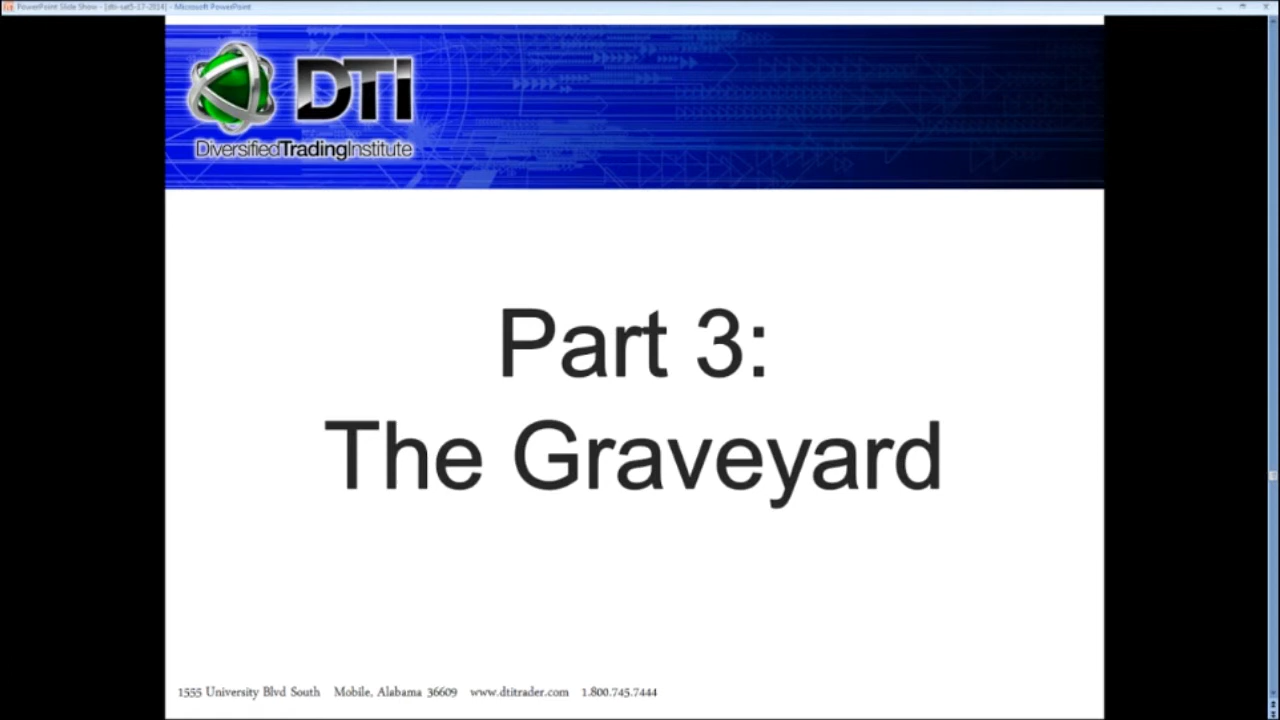 PowerPoint Slide Show - [dti-sat5-17-2014] - Microsoft PowerPoint
DTI
DiversifiedTradingInstitute
Part 3:
The Graveyard
1555 University Blvd South Mobile, Alabama 36609 www.dtitrader.com 1.800.745.7444